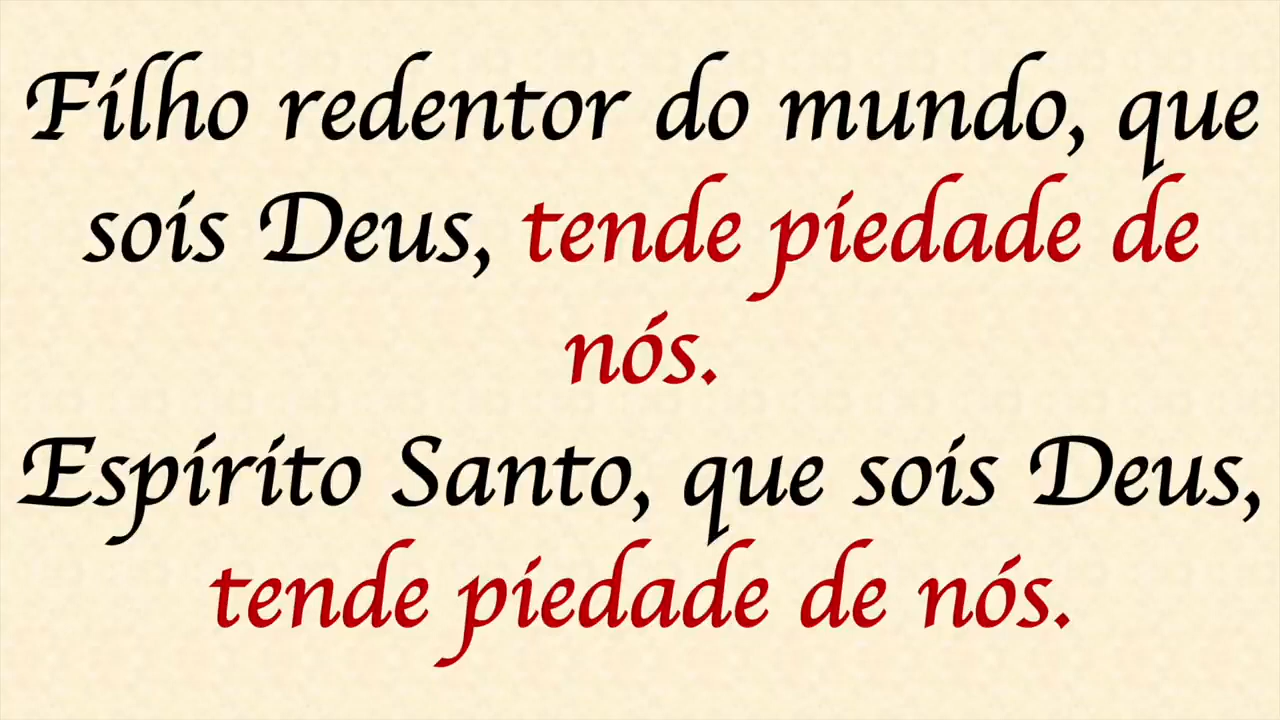 Filho redentor do mundo, que
sois Deus, tende piedade de
nós.
Espírito Santo, que sois Deus,
tende piedade de nós.